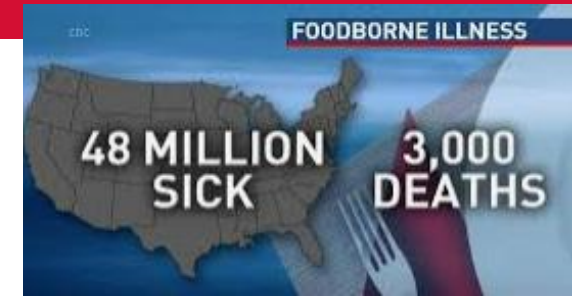 CDC
FOODBORNE ILLNESS
48 MILLION
SICK
3,000
DEATHS